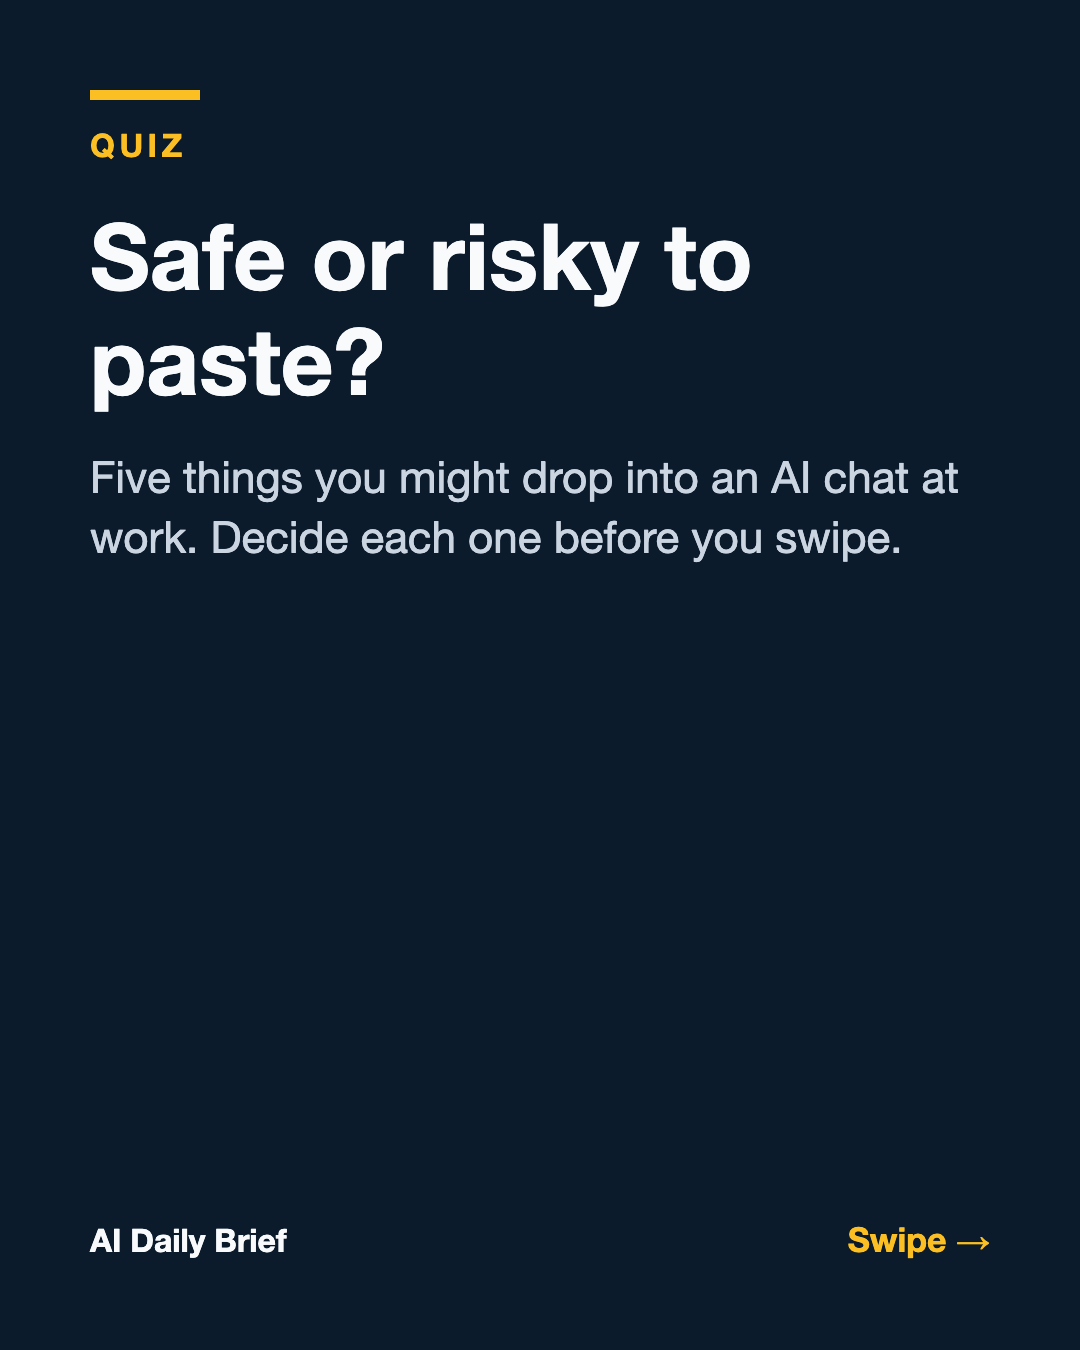 QUIZ
Safe or risky to
paste?
Five things you might drop into an AI chat at
work. Decide each one before you swipe.
AI Daily Brief
Swipe →